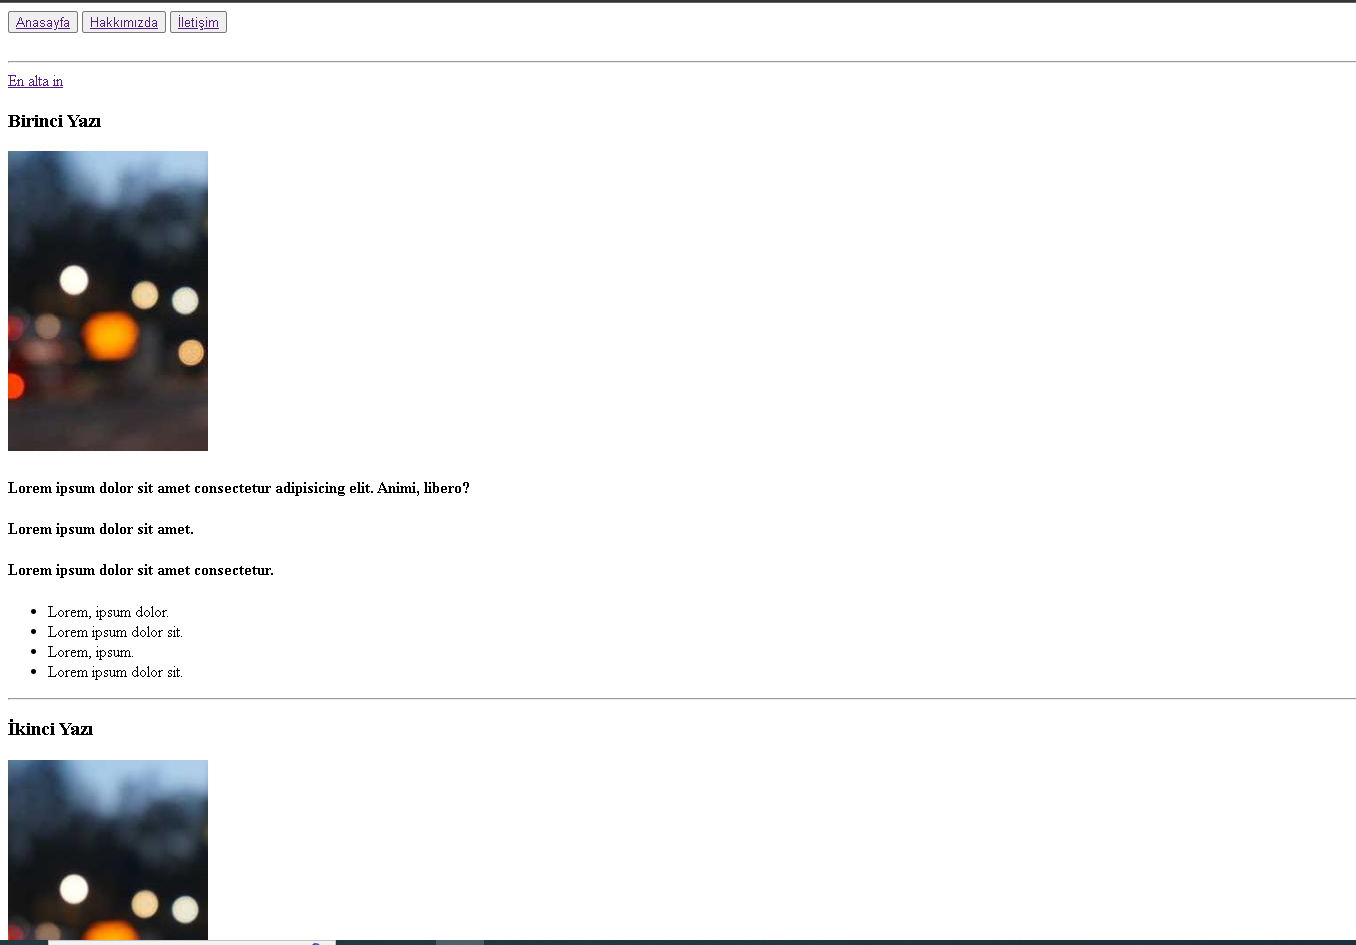 Anasayfa Hakkımızda İletişim
En alta in
Birinci Yazı
Lorem ipsum dolor sit amet consectetur adipisicing elit. Animi, libero?
Lorem ipsum dolor sit amet.
Lorem ipsum dolor sit amet consectetur.
Lorem, ipsum dolor.
Lorem ipsum dolor sit.
Lorem, ipsum.
Lorem ipsum dolor sit.
İkinci Yazı